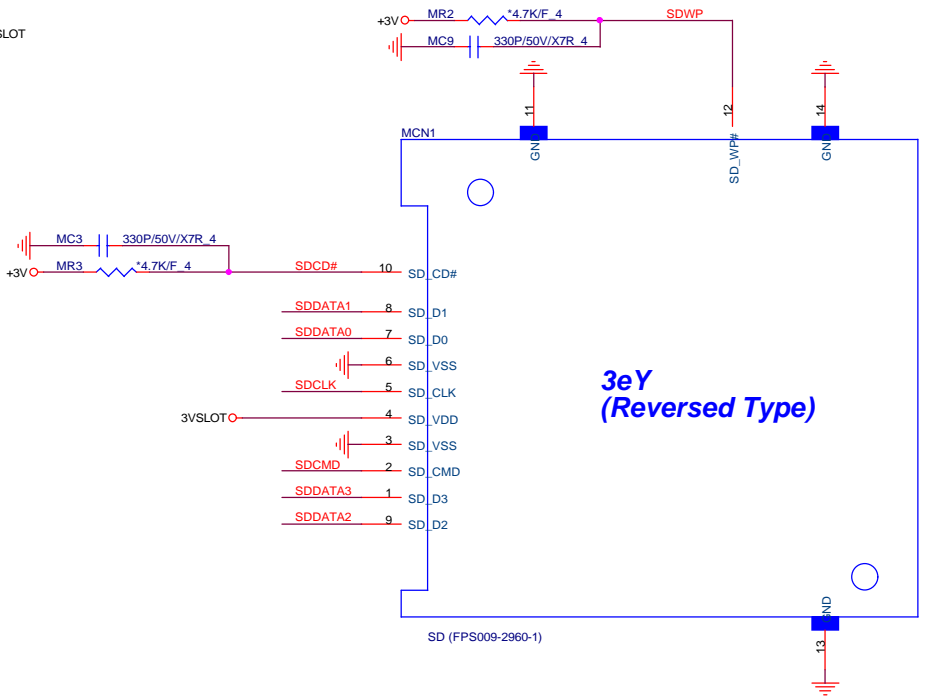 +3V MR2 *4.7K/F_4 SDWP
SLOT
MC9 330P/50V/X7R_4
11 12 14
MCN1
GND SD_WP# GND
MC3 330P/50V/X7R_4
+3V MR3 *4.7K/F_4 SDCD# 10 SD_CD#
SDDATA1 8 SD_D1
SDDATA0 7 SD_D0
6 SD_VSS
SDCLK 5 SD_CLK
3VSLOT 4 SD_VDD
3 SD_VSS
SDCMD 2 SD_CMD
SDDATA3 1 SD_D3
SDDATA2 9 SD_D2
3eY
(Reversed Type)
GND
13
SD (FPS009-2960-1)